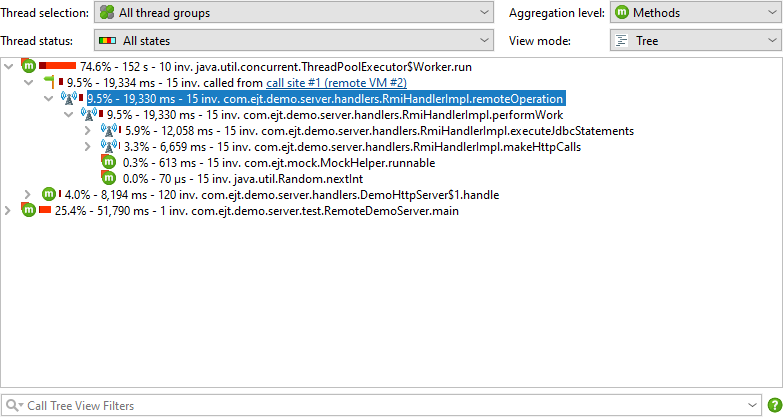 Thread selection: All thread groups Aggregation level: m Methods
Thread status: All states View mode: Tree
m 74.6% - 152 s - 10 inv. java.util.concurrent.ThreadPoolExecutor$Worker.run
9.5% - 19,334 ms - 15 inv. called from call site #1 (remote VM #2)
9.5% - 19,330 ms - 15 inv. com.ejt.demo.server.handlers.RmiHandlerImpl.remoteOperation
9.5% - 19,330 ms - 15 inv. com.ejt.demo.server.handlers.RmiHandlerImpl.performWork
5.9% - 12,058 ms - 15 inv. com.ejt.demo.server.handlers.RmiHandlerImpl.executeJdbcStatements
3.3% - 6,659 ms - 15 inv. com.ejt.demo.server.handlers.RmiHandlerImpl.makeHttpCalls
m 0.3% - 613 ms - 15 inv. com.ejt.mock.MockHelper.runnable
m 0.0% - 70 µs - 15 inv. java.util.Random.nextInt
m 4.0% - 8,194 ms - 120 inv. com.ejt.demo.server.handlers.DemoHttpServer$1.handle
m 25.4% - 51,790 ms - 1 inv. com.ejt.demo.server.test.RemoteDemoServer.main
Call Tree View Filters ?